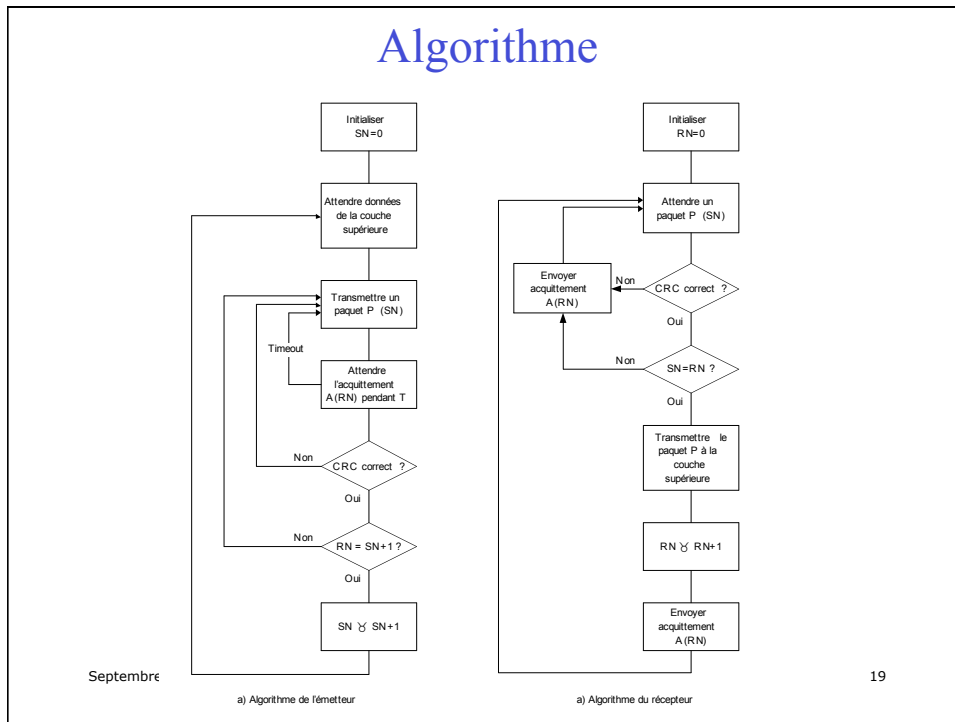 Algorithme
Initialiser
SN=0
Attendre données
de la couche
supérieure
Transmettre un
paquet P (SN)
Timeout
Attendre
l'acquittement
A(RN) pendant T
Non
CRC correct ?
Oui
Non
RN = SN+1 ?
Oui
SN ♉ SN+1
a) Algorithme de l'émetteur
Initialiser
RN=0
Attendre un
paquet P (SN)
Envoyer
acquittement
A(RN)
Non
CRC correct ?
Oui
Non
SN=RN ?
Oui
Transmettre le
paquet P à la
couche
supérieure
RN ♉ RN+1
Envoyer
acquittement
A(RN)
a) Algorithme du récepteur
Septembre
19